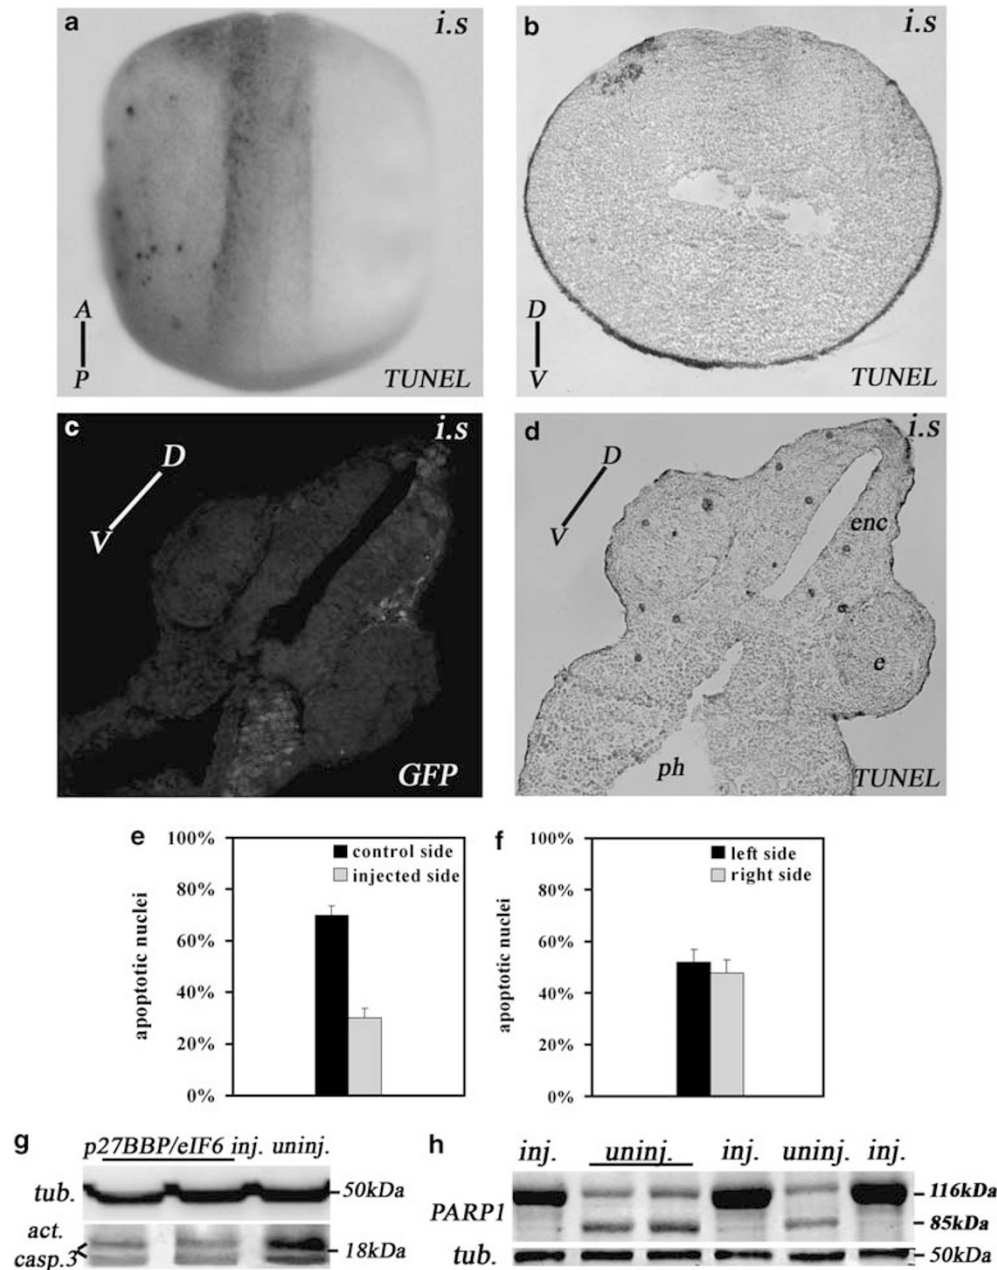 a
i.s
A
P
TUNEL
b
i.s
D
V
TUNEL
c
i.s
D
V
GFP
d
i.s
D
V
enc
e
ph
TUNEL
e
100%
80%
60%
40%
20%
0%
apoptotic nuclei
control side
injected side
f
100%
80%
60%
40%
20%
0%
apoptotic nuclei
left side
right side
g
p27BBP/eIF6 inj. uninj.
tub.
50kDa
act.
casp.3
18kDa
h
inj. uninj. inj. uninj. inj.
PARP1
116kDa
85kDa
tub.
50kDa